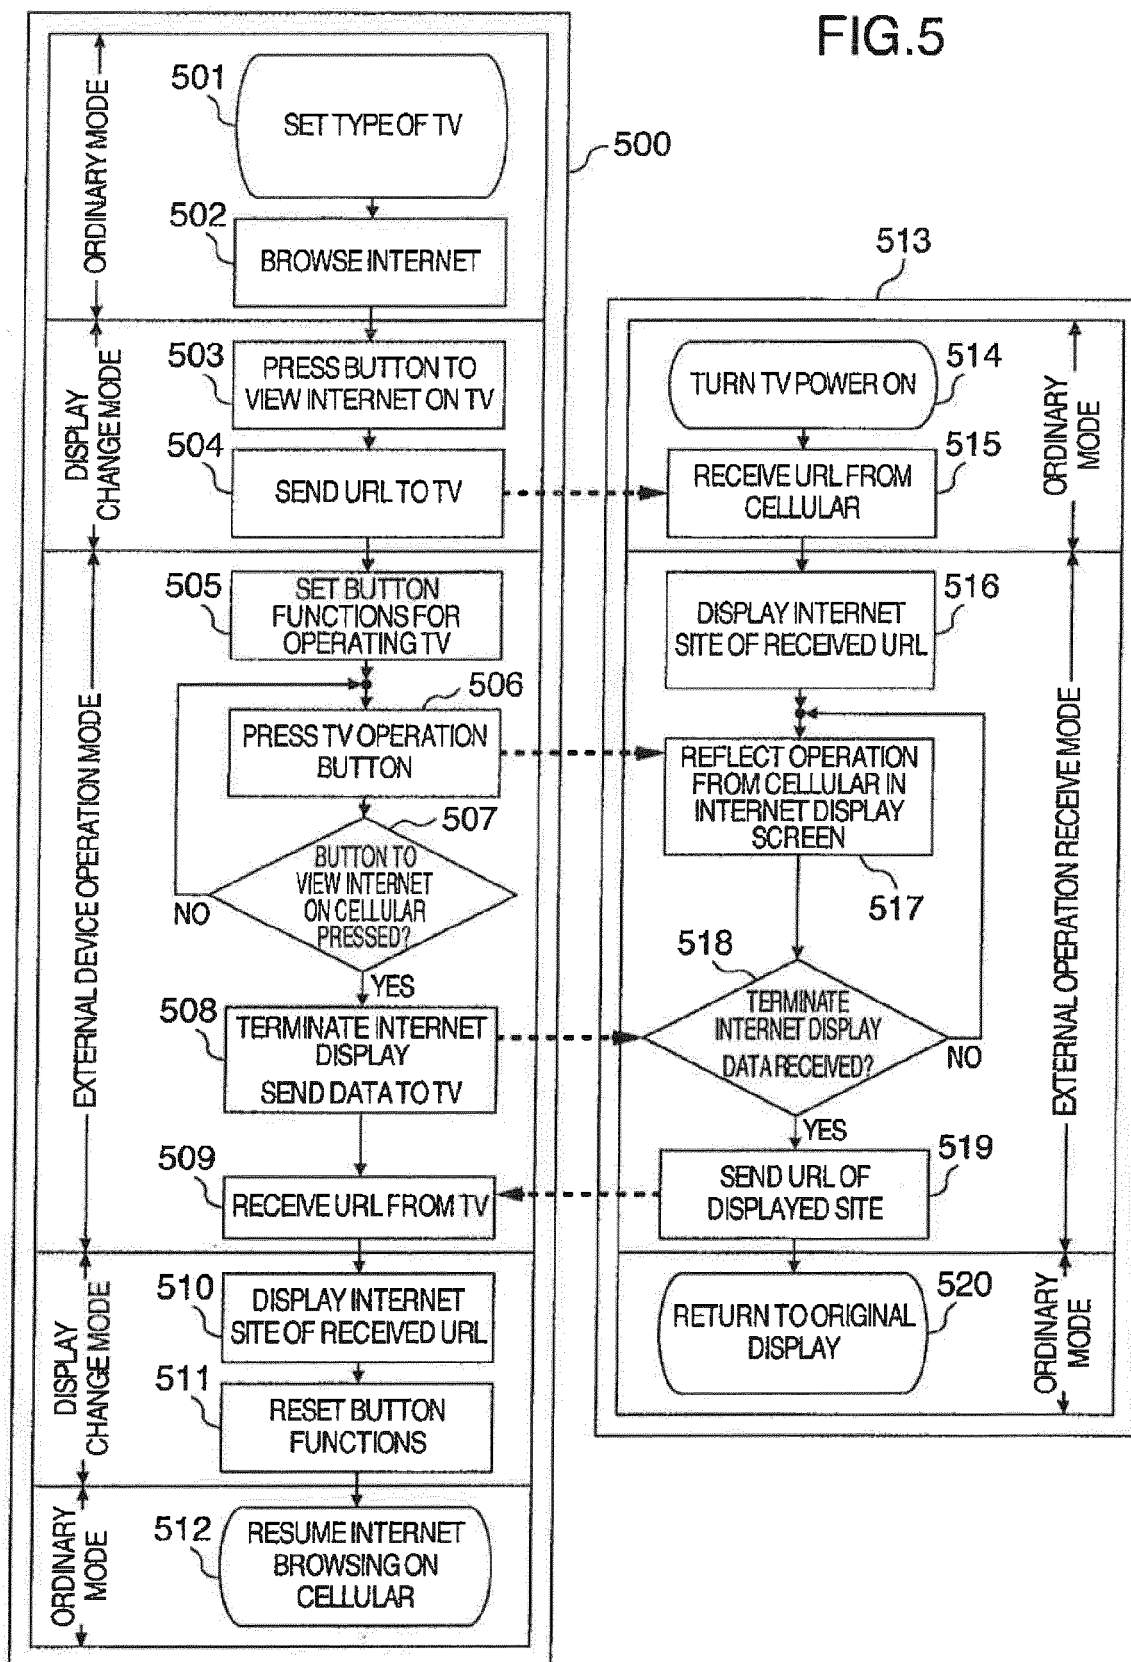 FIG.5
500
ORDINARY MODE
501
SET TYPE OF TV
502
BROWSE INTERNET
DISPLAY
CHANGE MODE
503
PRESS BUTTON TO
VIEW INTERNET ON TV
504
SEND URL TO TV
EXTERNAL DEVICE OPERATION MODE
505
SET BUTTON
FUNCTIONS FOR
OPERATING TV
506
PRESS TV OPERATION
BUTTON
507
BUTTON TO
VIEW INTERNET
ON CELLULAR
PRESSED?
NO
YES
508
TERMINATE INTERNET
DISPLAY
SEND DATA TO TV
509
RECEIVE URL FROM TV
DISPLAY
CHANGE MODE
510
DISPLAY INTERNET
SITE OF RECEIVED URL
511
RESET BUTTON
FUNCTIONS
ORDINARY
MODE
512
RESUME INTERNET
BROWSING ON
CELLULAR
513
ORDINARY
MODE
514
TURN TV POWER ON
515
RECEIVE URL FROM
CELLULAR
EXTERNAL OPERATION RECEIVE MODE
516
DISPLAY INTERNET
SITE OF RECEIVED URL
REFLECT OPERATION
FROM CELLULAR IN
INTERNET DISPLAY
SCREEN
517
518
TERMINATE
INTERNET DISPLAY
DATA RECEIVED?
NO
YES
519
SEND URL OF
DISPLAYED SITE
ORDINARY
MODE
520
RETURN TO ORIGINAL
DISPLAY